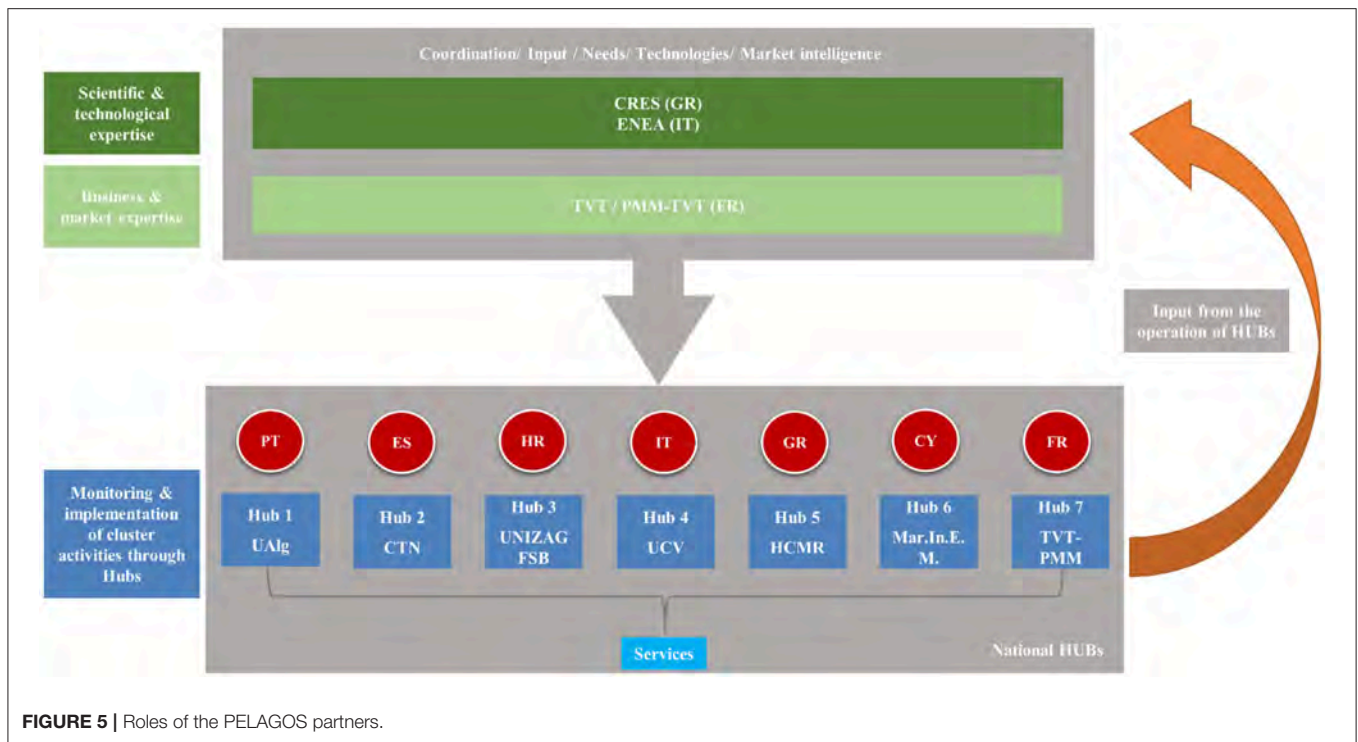 Coordination/ Input / Needs/ Technologies/ Market intelligence
Scientific &
technological
expertise
CRES (GR)
ENEA (IT)
Business &
market expertise
TVT / PMM-TVT (FR)
Input from the
operation of HUBs
PT
ES
HR
IT
GR
CY
FR
Monitoring &
implementation
of cluster
activities through
Hubs
Hub 1
UAlg
Hub 2
CTN
Hub 3
UNIZAG
FSB
Hub 4
UCV
Hub 5
HCMR
Hub 6
Mar.In.E.
M.
Hub 7
TVT-
PMM
Services
National HUBs
FIGURE 5 | Roles of the PELAGOS partners.